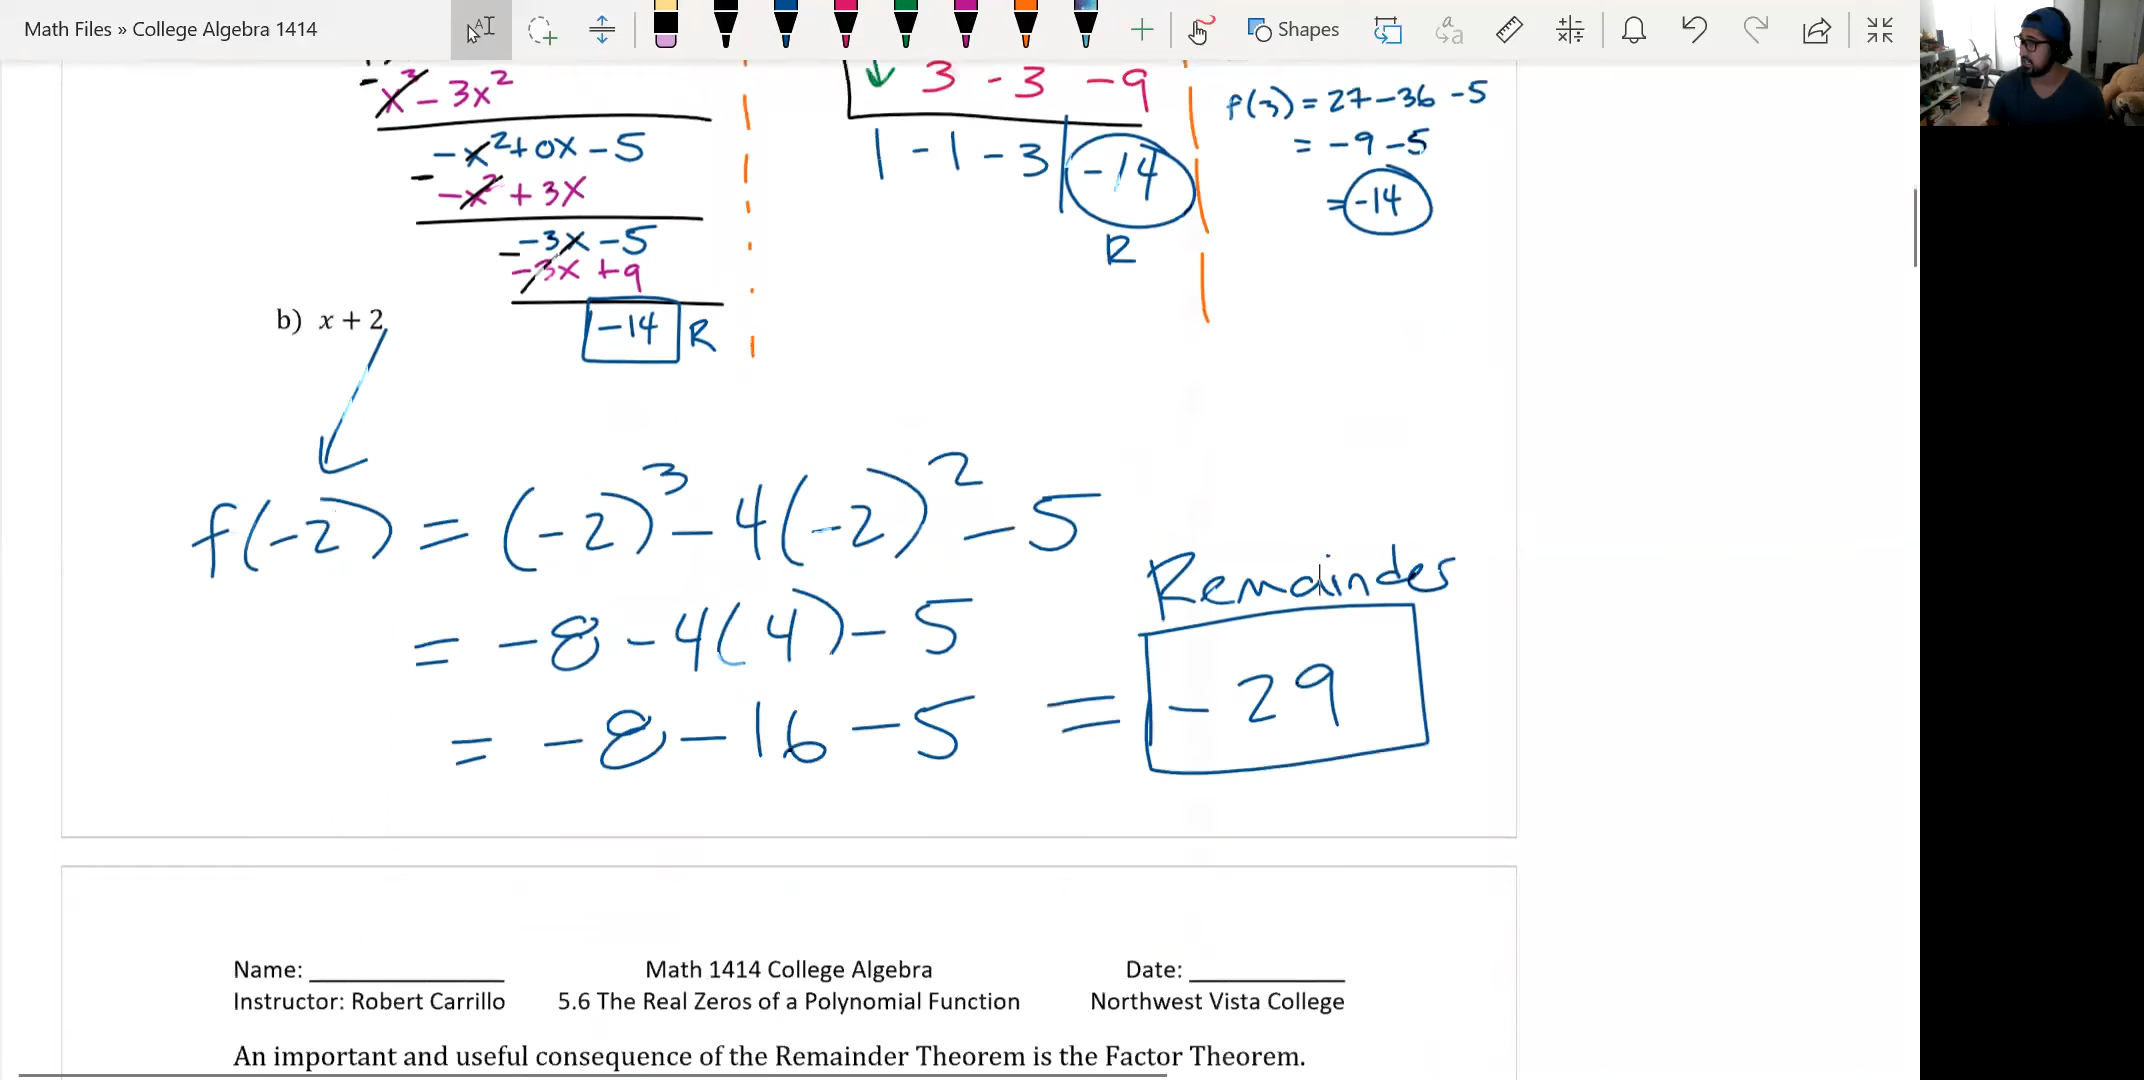 Math Files » College Algebra 1414
Shapes
x³ - 3x²
-x² + 0x - 5
-x² + 3x
-3x - 5
-3x + 9
-14 R
3 -3 -9
1 -1 -3 -14
R
f(3) = 27 - 36 - 5
= -9 - 5
= -14
b) x + 2
f(-2) = (-2)³ - 4(-2)² - 5
= -8 - 4(4) - 5
= -8 - 16 - 5 = -29
Remainder
Name: ______________ Math 1414 College Algebra Date: ___________
Instructor: Robert Carrillo 5.6 The Real Zeros of a Polynomial Function Northwest Vista College
An important and useful consequence of the Remainder Theorem is the Factor Theorem.